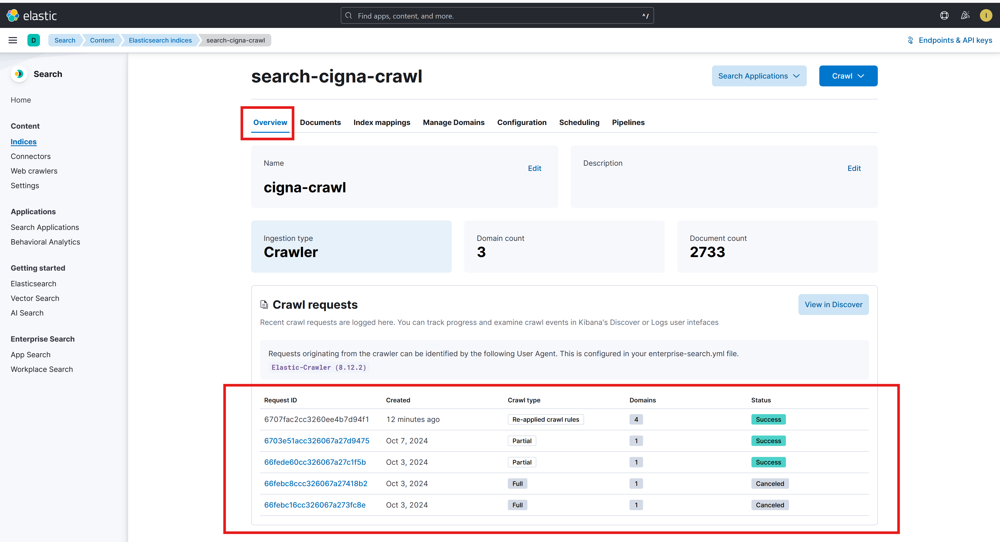 elastic
Find apps, content, and more.
^/
I
D
Search
Content
Elasticsearch indices
search-cigna-crawl
Endpoints & API keys
Search
Home
Content
Indices
Connectors
Web crawlers
Settings
Applications
Search Applications
Behavioral Analytics
Getting started
Elasticsearch
Vector Search
AI Search
Enterprise Search
App Search
Workplace Search
search-cigna-crawl
Search Applications
Crawl
Overview Documents Index mappings Manage Domains Configuration Scheduling Pipelines
Name
Edit
cigna-crawl
Description
Edit
Ingestion type
Crawler
Domain count
3
Document count
2733
Crawl requests
View in Discover
Recent crawl requests are logged here. You can track progress and examine crawl events in Kibana's Discover or Logs user intefaces
Requests originating from the crawler can be identified by the following User Agent. This is configured in your enterprise-search.yml file.
Elastic-Crawler (8.12.2)
Request ID Created Crawl type Domains Status
6707fac2cc3260ee4b7d94f1 12 minutes ago Re-applied crawl rules 4 Success
6703e51acc326067a27d9475 Oct 7, 2024 Partial 1 Success
66fede60cc326067a27c1f5b Oct 3, 2024 Partial 1 Success
66febc8ccc326067a27418b2 Oct 3, 2024 Full 1 Canceled
66febc16cc326067a273fc8e Oct 3, 2024 Full 1 Canceled